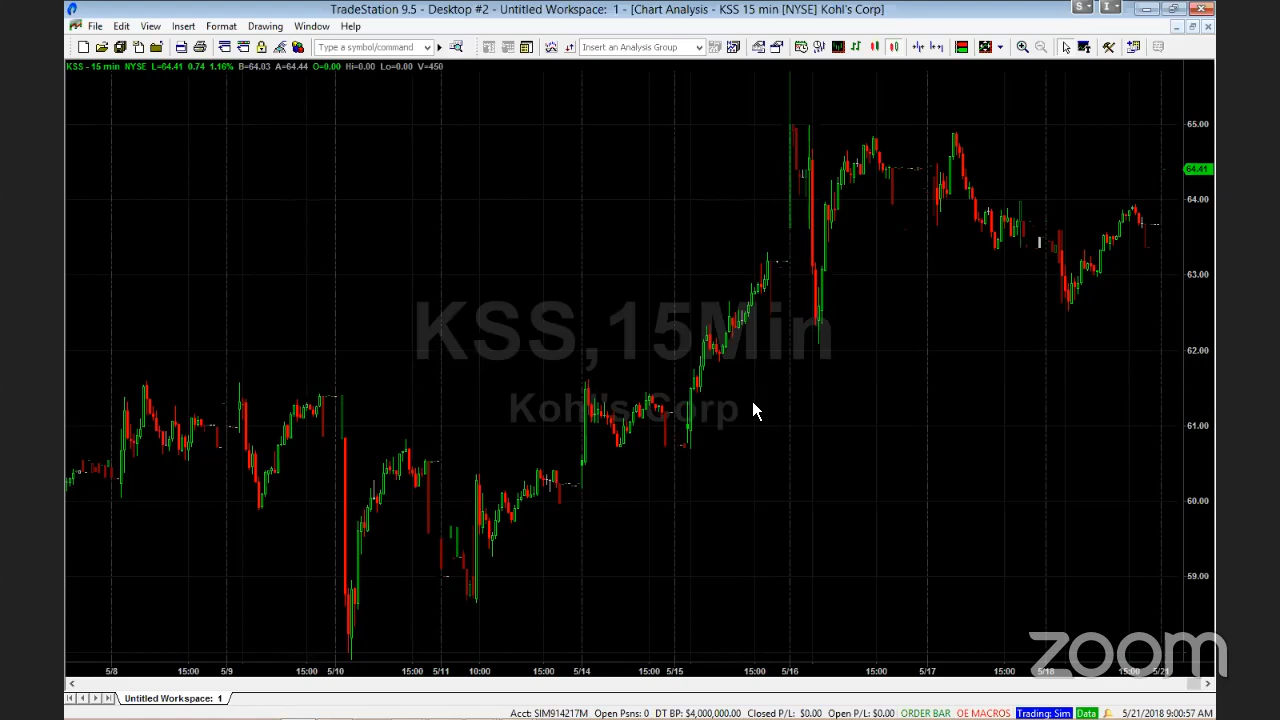 TradeStation 9.5 - Desktop #2 - Untitled Workspace: 1 - [Chart Analysis - KSS 15 min [NYSE] Kohl's Corp]
S
I
File Edit View Insert Format Drawing Window Help
Type a symbol/command
Insert an Analysis Group
KSS - 15 min NYSE L=64.41 0.74 1.16% B=64.03 A=64.44 O=0.00 Hi=0.00 Lo=0.00 V=450
65.00
64.41
64.00
63.00
KSS,15Min
62.00
Kohl's Corp
61.00
60.00
59.00
zoom
5/8 15:00 5/9 15:00 5/10 15:00 5/11 10:00 15:00 5/14 15:00 5/15 15:00 5/16 15:00 5/17 15:00 5/18 15:00 5/21
Untitled Workspace: 1
Acct: SIM914217M Open Psns: 0 DT BP: $4,000,000.00 Closed P/L: $0.00 Open P/L: $0.00 ORDER BAR OE MACROS Trading: Sim Data 5/21/2018 9:00:57 AM